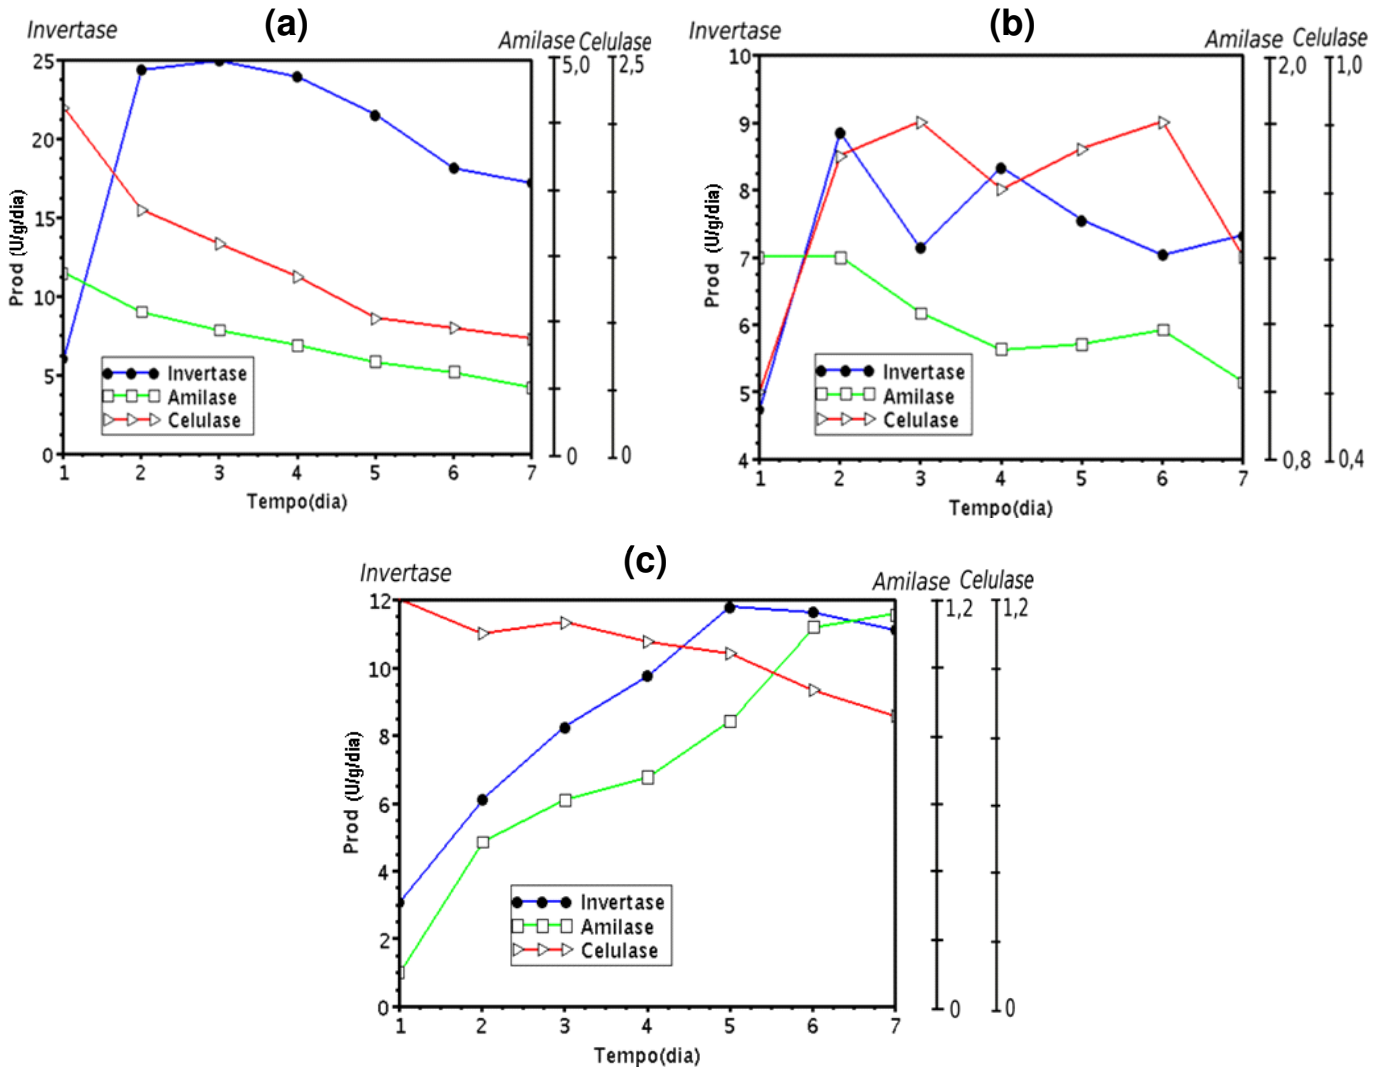 (a)
Invertase
Amilase Celulase
25
20
15
10
5
0
5,0
0
2,5
0
Prod (U/g/dia)
Invertase
Amilase
Celulase
1 2 3 4 5 6 7
Tempo(dia)
(b)
Invertase
Amilase Celulase
10
9
8
7
6
5
4
2,0
0,8
1,0
0,4
Prod (U/g/dia)
Invertase
Amilase
Celulase
1 2 3 4 5 6 7
Tempo(dia)
(c)
Invertase
Amilase Celulase
12
10
8
6
4
2
0
1,2
0
1,2
0
Prod (U/g/dia)
Invertase
Amilase
Celulase
1 2 3 4 5 6 7
Tempo(dia)